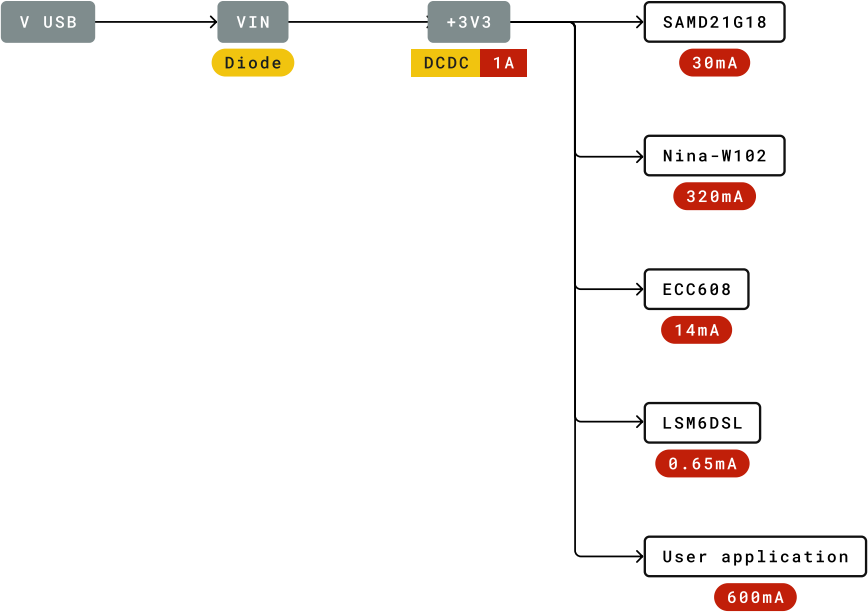 V USB
VIN
+3V3
SAMD21G18
Diode
DCDC
1A
30mA
Nina-W102
320mA
ECC608
14mA
LSM6DSL
0.65mA
User application
600mA